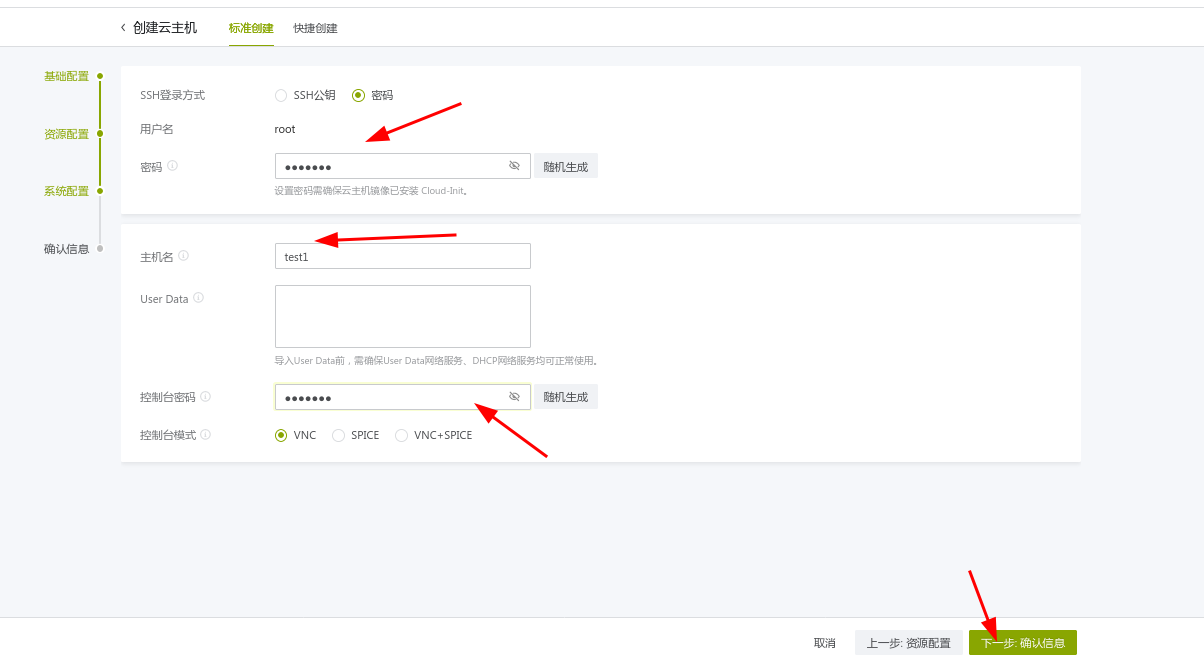 创建云主机 标准创建 快捷创建
基础配置
资源配置
系统配置
确认信息
SSH登录方式 SSH公钥 密码
用户名 root
密码 ●●●●●●● 随机生成
设置密码需确保云主机镜像已安装 Cloud-Init。
主机名 test1
User Data
导入User Data前，需确保User Data网络服务、DHCP网络服务均可正常使用。
控制台密码 ●●●●●●● 随机生成
控制台模式 VNC SPICE VNC+SPICE
取消 上一步: 资源配置 下一步: 确认信息